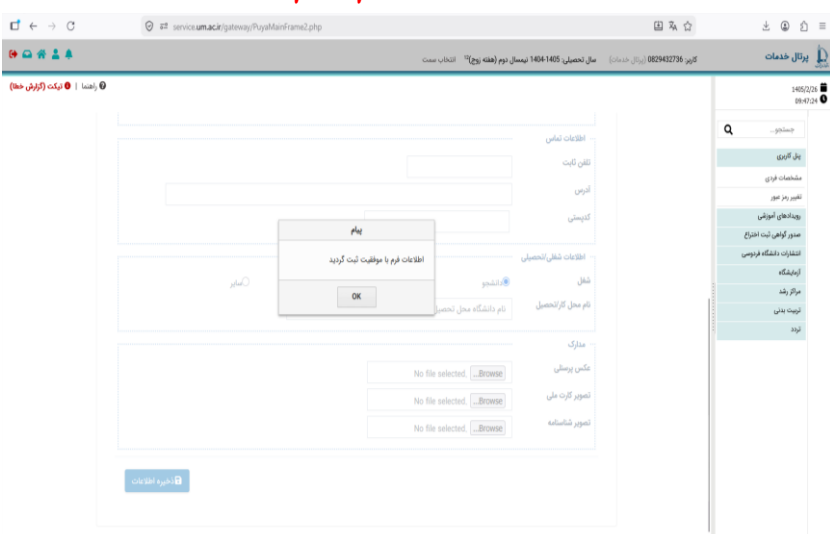 service.um.ac.ir/gateway/PuyaMainFrame2.php
پرتال خدمات
کاربر: 0829432736 (پرتال خدمات) سال تحصیلی: 1405-1404 نیمسال دوم (هفته زوج) انتخاب سمت
راهنما | تیکت (گزارش خطا)
1405/2/26
09:47:24
جستجو...
پنل کاربری
مشخصات فردی
تغییر رمز عبور
رویدادهای آموزشی
صدور گواهی ثبت اختراع
انتشارات دانشگاه فردوسی
آزمایشگاه
مراکز رشد
تربیت بدنی
تردد
اطلاعات تماس
تلفن ثابت
آدرس
کدپستی
پیام
اطلاعات فرم با موفقیت ثبت گردید
OK
اطلاعات شغلی/تحصیلی
شغل
دانشجو
سایر
نام محل کار/تحصیل
نام دانشگاه محل تحصیل
مدارک
عکس پرسنلی
Browse... No file selected.
تصویر کارت ملی
Browse... No file selected.
تصویر شناسنامه
Browse... No file selected.
ذخیره اطلاعات